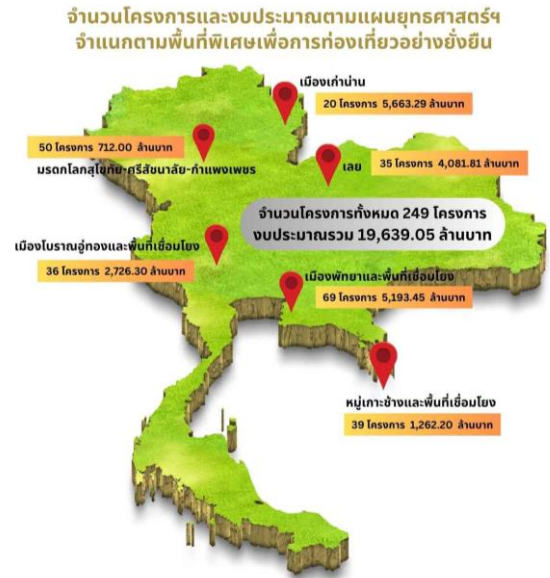 จำนวนโครงการและงบประมาณตามแผนยุทธศาสตร์ฯ
จำแนกตามพื้นที่พิเศษเพื่อการท่องเที่ยวอย่างยั่งยืน
เมืองเก่าน่าน
20 โครงการ 5,663.29 ล้านบาท
50 โครงการ 712.00 ล้านบาท
มรดกโลกสุโขทัย-ศรีสัชนาลัย-กำแพงเพชร
เลย
35 โครงการ 4,081.81 ล้านบาท
จำนวนโครงการทั้งหมด 249 โครงการ
งบประมาณรวม 19,639.05 ล้านบาท
เมืองโบราณอู่ทองและพื้นที่เชื่อมโยง
36 โครงการ 2,726.30 ล้านบาท
เมืองพัทยาและพื้นที่เชื่อมโยง
69 โครงการ 5,193.45 ล้านบาท
หมู่เกาะช้างและพื้นที่เชื่อมโยง
39 โครงการ 1,262.20 ล้านบาท